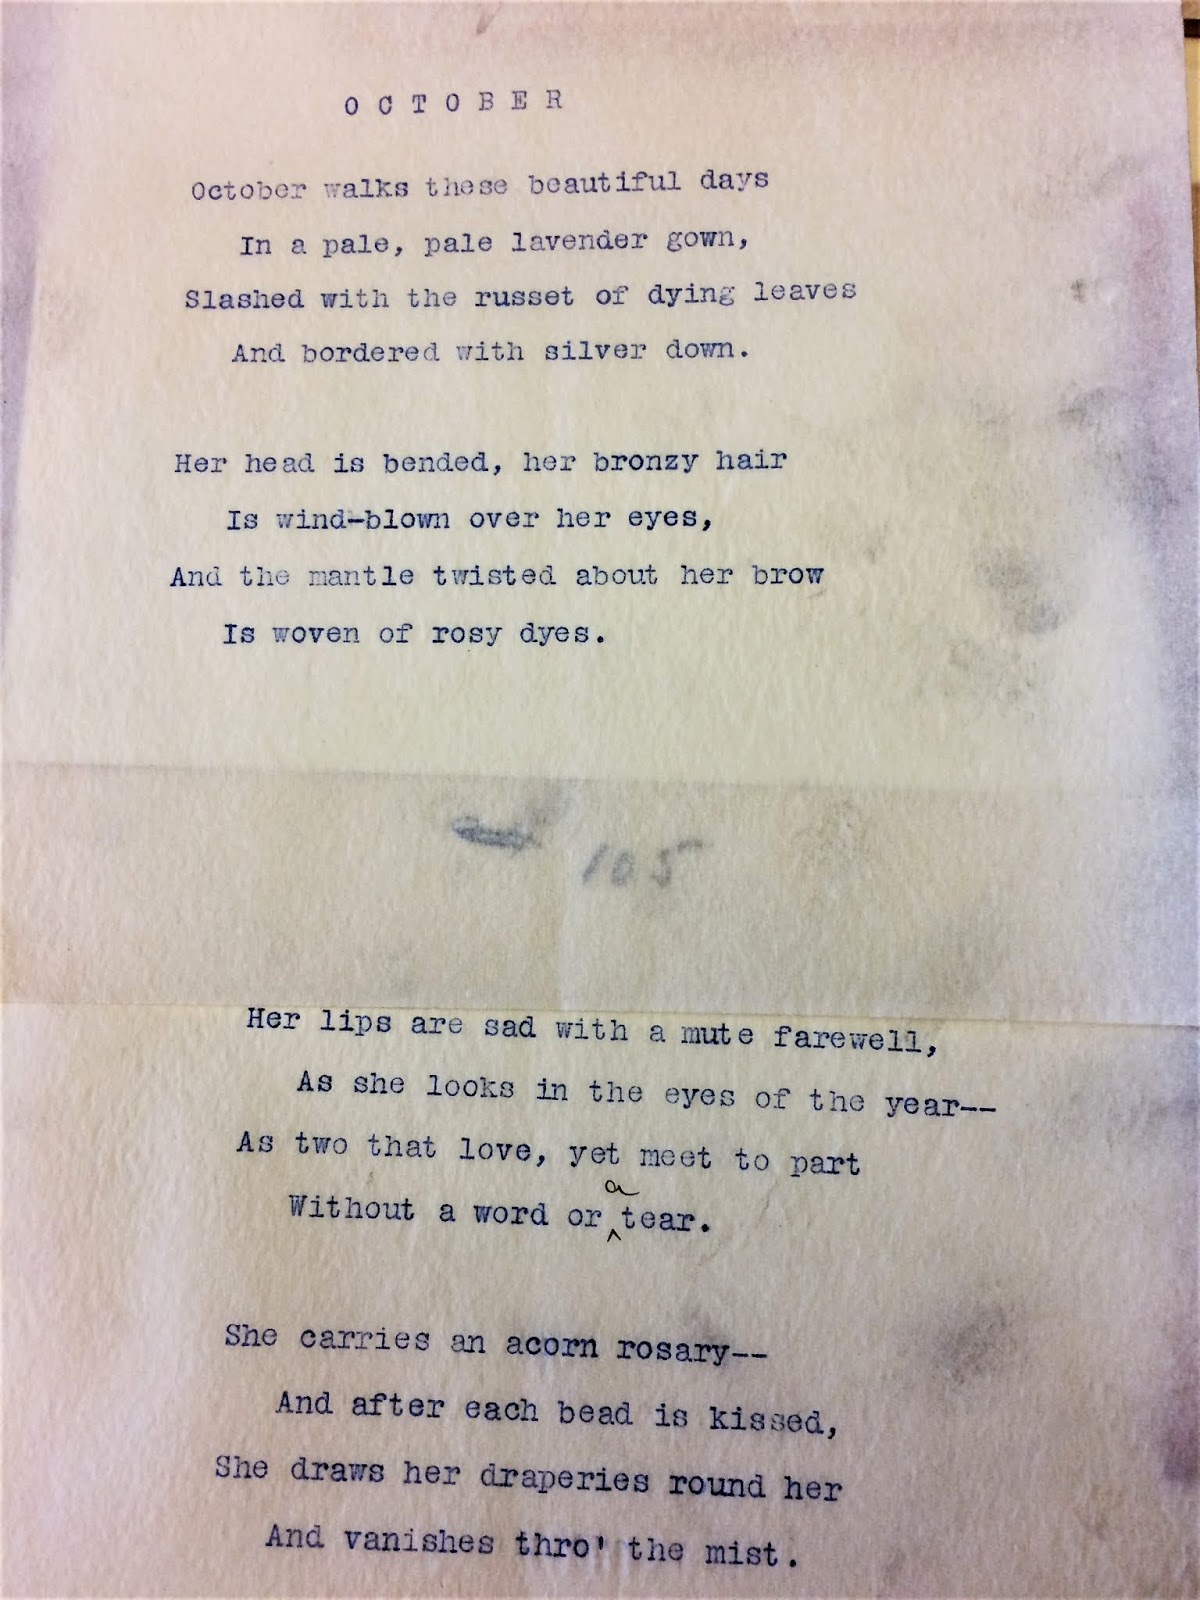 OCTOBER
October walks these beautiful days
In a pale, pale lavender gown,
Slashed with the russet of dying leaves
And bordered with silver down.
Her head is bended, her bronzy hair
Is wind-blown over her eyes,
And the mantle twisted about her brow
Is woven of rosy dyes.
105
Her lips are sad with a mute farewell,
As she looks in the eyes of the year--
As two that love, yet meet to part
Without a word or a tear.
She carries an acorn rosary--
And after each bead is kissed,
She draws her draperies round her
And vanishes thro' the mist.